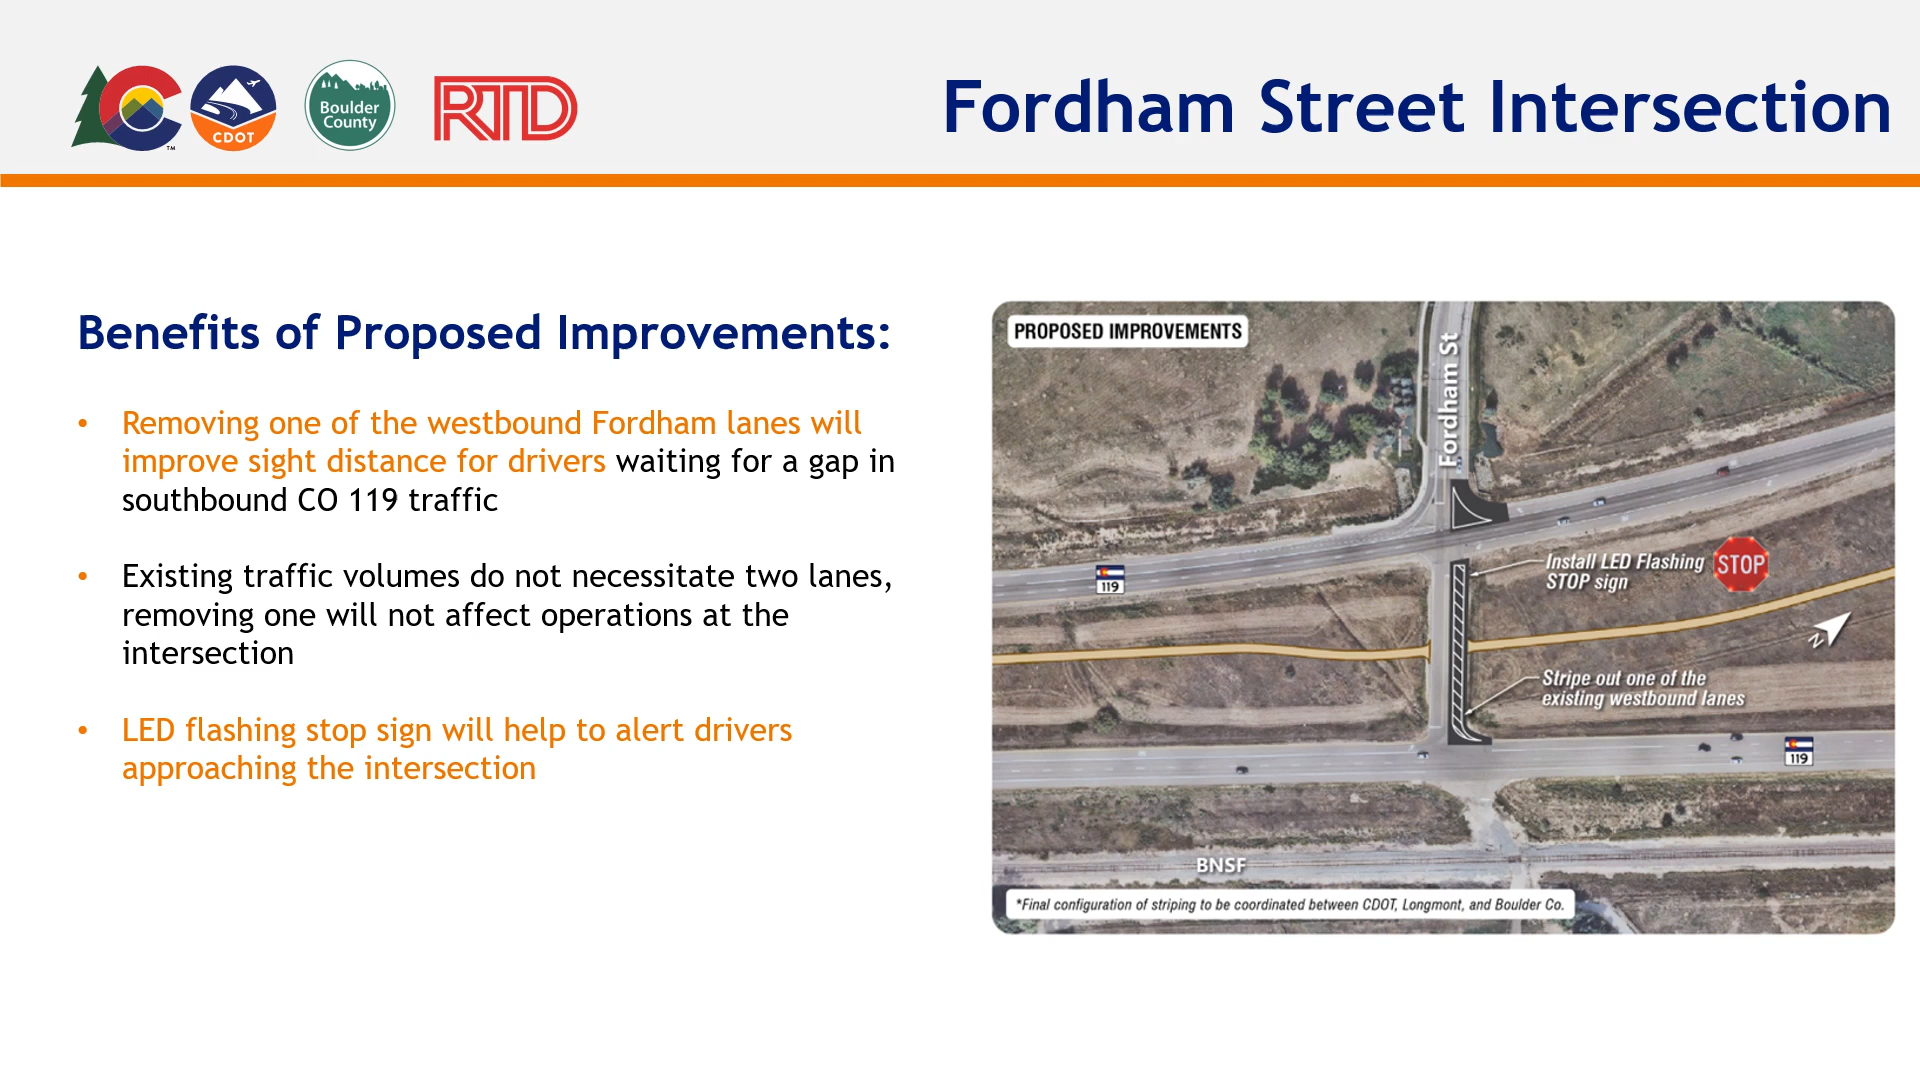 TM
CDOT
Boulder
County
RTD
Fordham Street Intersection
Benefits of Proposed Improvements:
• Removing one of the westbound Fordham lanes will
improve sight distance for drivers waiting for a gap in
southbound CO 119 traffic
• Existing traffic volumes do not necessitate two lanes,
removing one will not affect operations at the
intersection
• LED flashing stop sign will help to alert drivers
approaching the intersection
PROPOSED IMPROVEMENTS
Fordham St
Install LED Flashing
STOP sign
STOP
119
N
Stripe out one of the
existing westbound lanes
119
BNSF
*Final configuration of striping to be coordinated between CDOT, Longmont, and Boulder Co.